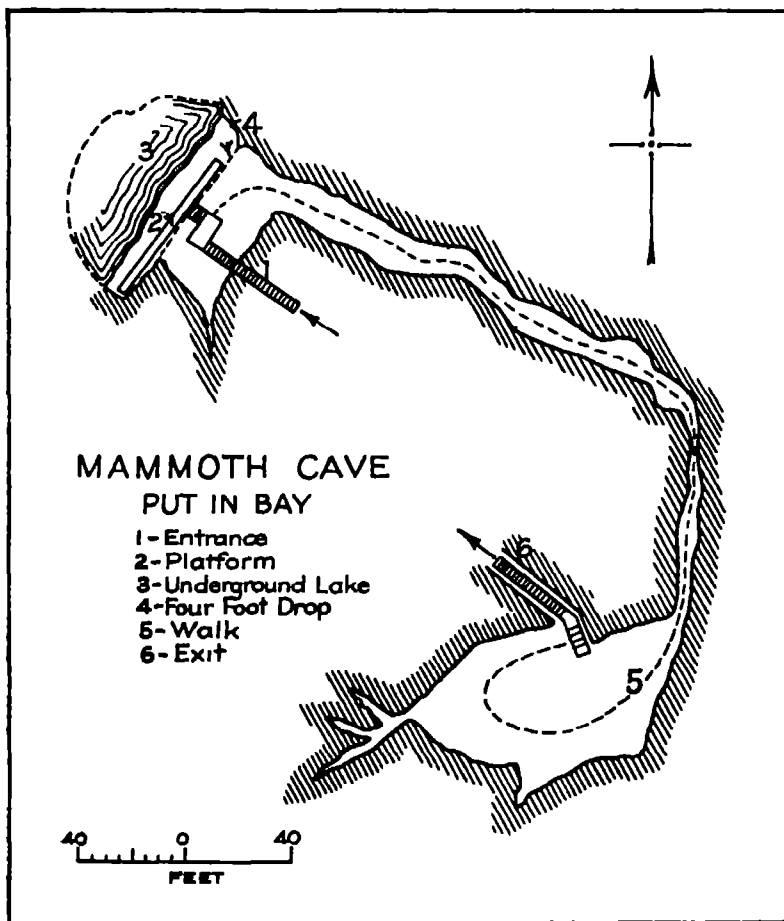 4
3
2
1
MAMMOTH CAVE
PUT IN BAY
1-Entrance
2-Platform
3-Underground Lake
4-Four Foot Drop
5-Walk
6-Exit
6
5
40 0 40
FEET